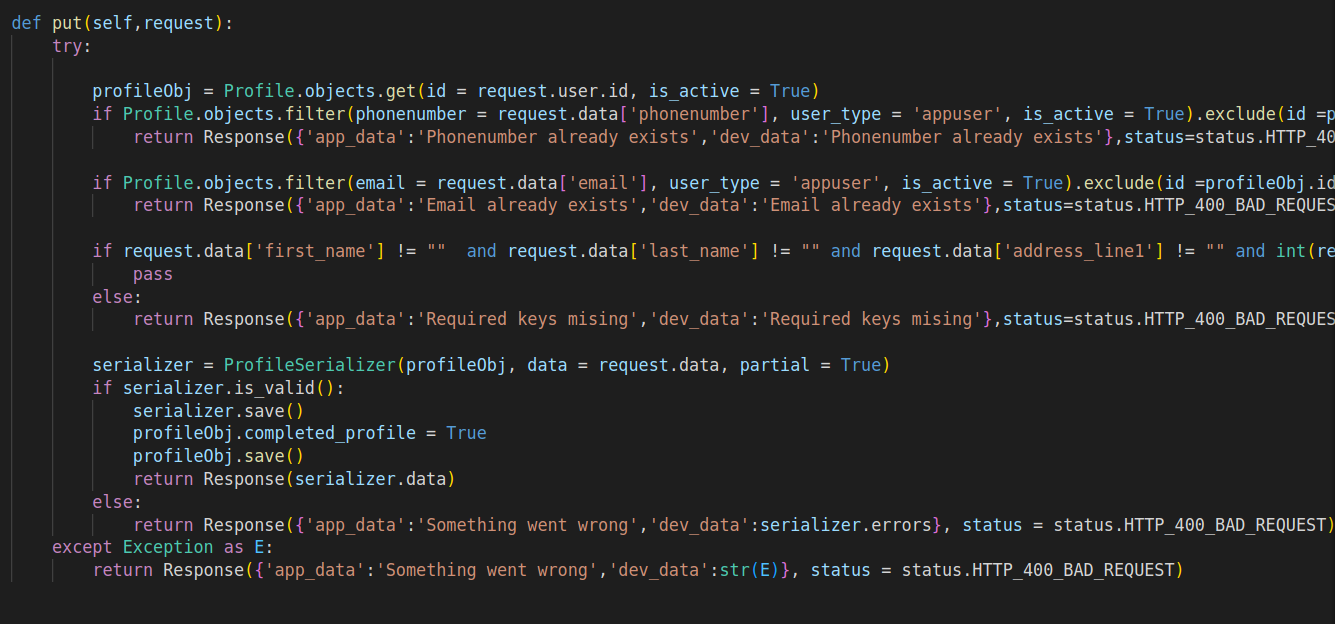 def put(self,request):
try:
profileObj = Profile.objects.get(id = request.user.id, is_active = True)
if Profile.objects.filter(phonenumber = request.data['phonenumber'], user_type = 'appuser', is_active = True).exclude(id =p
return Response({'app_data':'Phonenumber already exists','dev_data':'Phonenumber already exists'},status=status.HTTP_40
if Profile.objects.filter(email = request.data['email'], user_type = 'appuser', is_active = True).exclude(id =profileObj.id
return Response({'app_data':'Email already exists','dev_data':'Email already exists'},status=status.HTTP_400_BAD_REQUES
if request.data['first_name'] != ""  and request.data['last_name'] != "" and request.data['address_line1'] != "" and int(re
pass
else:
return Response({'app_data':'Required keys mising','dev_data':'Required keys mising'},status=status.HTTP_400_BAD_REQUES
serializer = ProfileSerializer(profileObj, data = request.data, partial = True)
if serializer.is_valid():
serializer.save()
profileObj.completed_profile = True
profileObj.save()
return Response(serializer.data)
else:
return Response({'app_data':'Something went wrong','dev_data':serializer.errors}, status = status.HTTP_400_BAD_REQUEST)
except Exception as E:
return Response({'app_data':'Something went wrong','dev_data':str(E)}, status = status.HTTP_400_BAD_REQUEST)